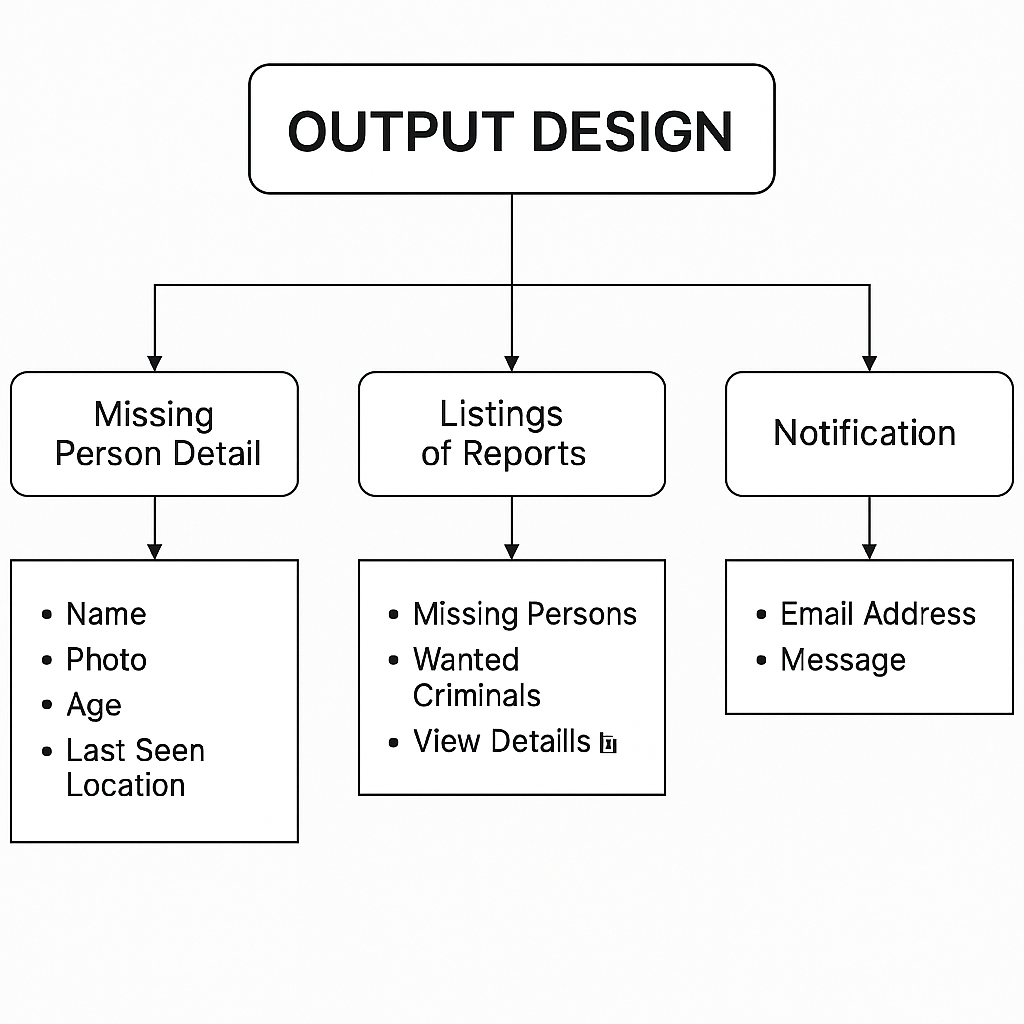 OUTPUT DESIGN
Missing
Person Detail
Listings
of Reports
Notification
• Name
• Photo
• Age
• Last Seen
Location
• Missing Persons
• Wanted
Criminals
• View Detaills
• Email Address
• Message